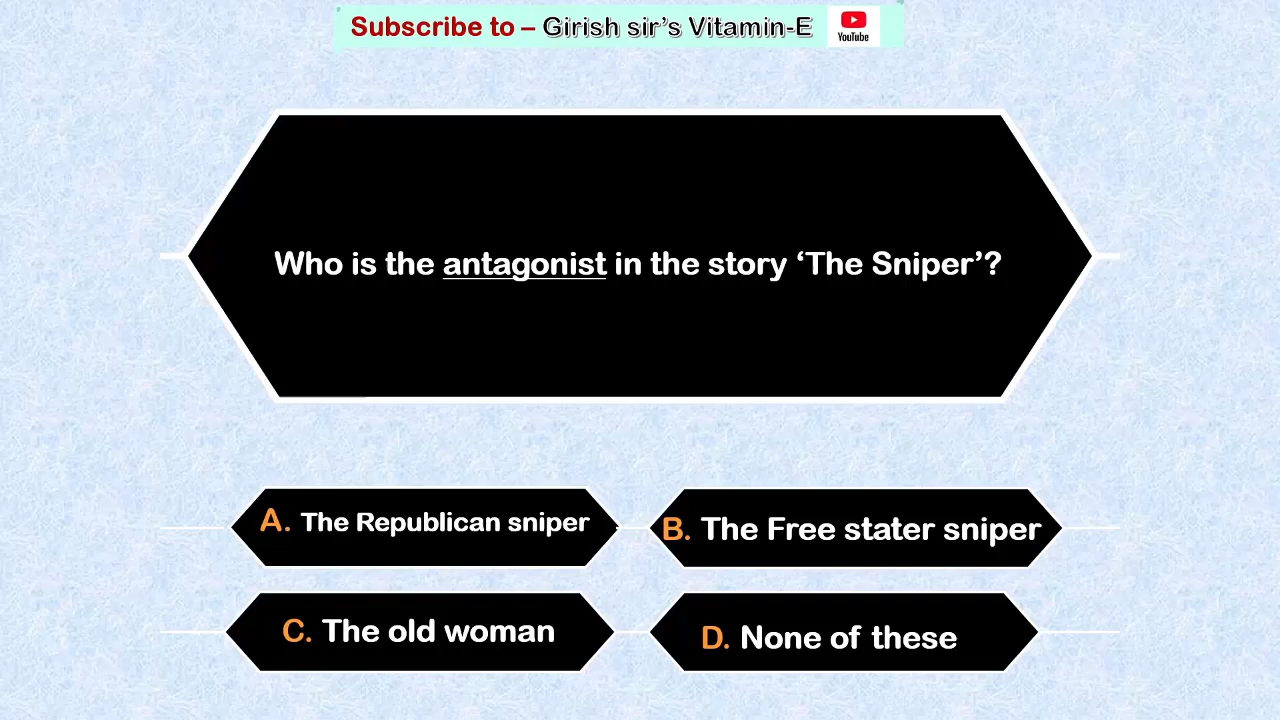 Subscribe to – Girish sir’s Vitamin-E
YouTube
Who is the antagonist in the story ‘The Sniper’?
A. The Republican sniper
B. The Free stater sniper
C. The old woman
D. None of these